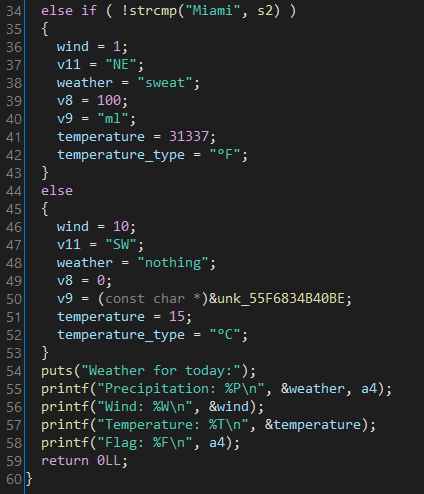 34 else if ( !strcmp("Miami", s2) )
35 {
36 wind = 1;
37 v11 = "NE";
38 weather = "sweat";
39 v8 = 100;
40 v9 = "ml";
41 temperature = 31337;
42 temperature_type = "°F";
43 }
44 else
45 {
46 wind = 10;
47 v11 = "SW";
48 weather = "nothing";
49 v8 = 0;
50 v9 = (const char *)&unk_55F6834B40BE;
51 temperature = 15;
52 temperature_type = "°C";
53 }
54 puts("Weather for today:");
55 printf("Precipitation: %P\n", &weather, a4);
56 printf("Wind: %W\n", &wind);
57 printf("Temperature: %T\n", &temperature);
58 printf("Flag: %F\n", a4);
59 return 0LL;
60 }